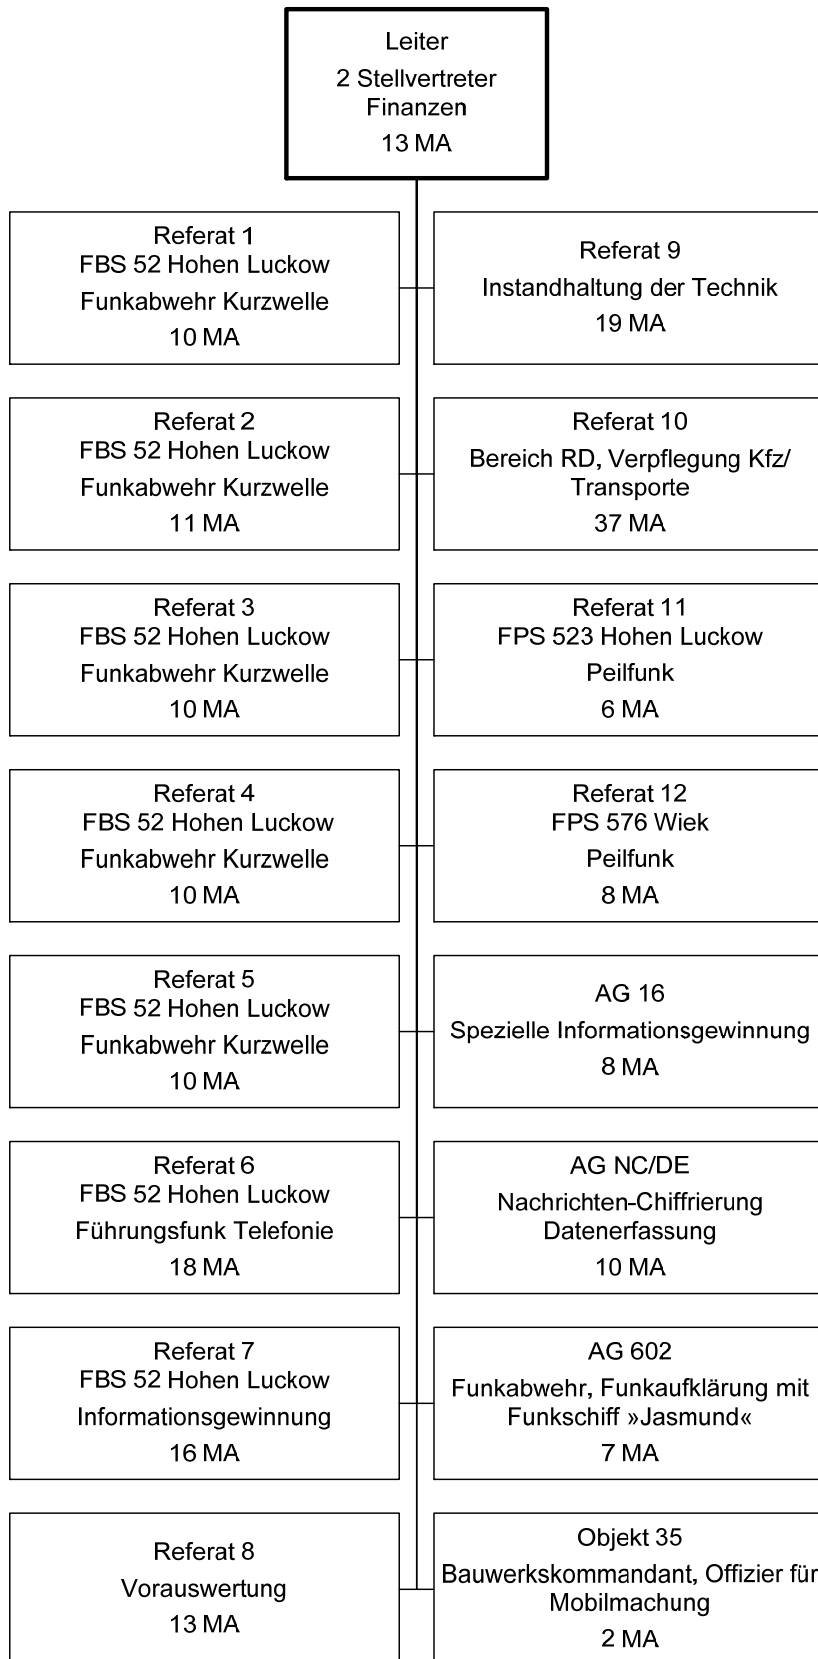 Leiter
2 Stellvertreter
Finanzen
13 MA
Referat 1
FBS 52 Hohen Luckow
Funkabwehr Kurzwelle
10 MA
Referat 2
FBS 52 Hohen Luckow
Funkabwehr Kurzwelle
11 MA
Referat 3
FBS 52 Hohen Luckow
Funkabwehr Kurzwelle
10 MA
Referat 4
FBS 52 Hohen Luckow
Funkabwehr Kurzwelle
10 MA
Referat 5
FBS 52 Hohen Luckow
Funkabwehr Kurzwelle
10 MA
Referat 6
FBS 52 Hohen Luckow
Führungsfunk Telefonie
18 MA
Referat 7
FBS 52 Hohen Luckow
Informationsgewinnung
16 MA
Referat 8
Vorauswertung
13 MA
Referat 9
Instandhaltung der Technik
19 MA
Referat 10
Bereich RD, Verpflegung Kfz/
Transporte
37 MA
Referat 11
FPS 523 Hohen Luckow
Peilfunk
6 MA
Referat 12
FPS 576 Wiek
Peilfunk
8 MA
AG 16
Spezielle Informationsgewinnung
8 MA
AG NC/DE
Nachrichten-Chiffrierung
Datenerfassung
10 MA
AG 602
Funkabwehr, Funkaufklärung mit
Funkschiff »Jasmund«
7 MA
Objekt 35
Bauwerkskommandant, Offizier für
Mobilmachung
2 MA